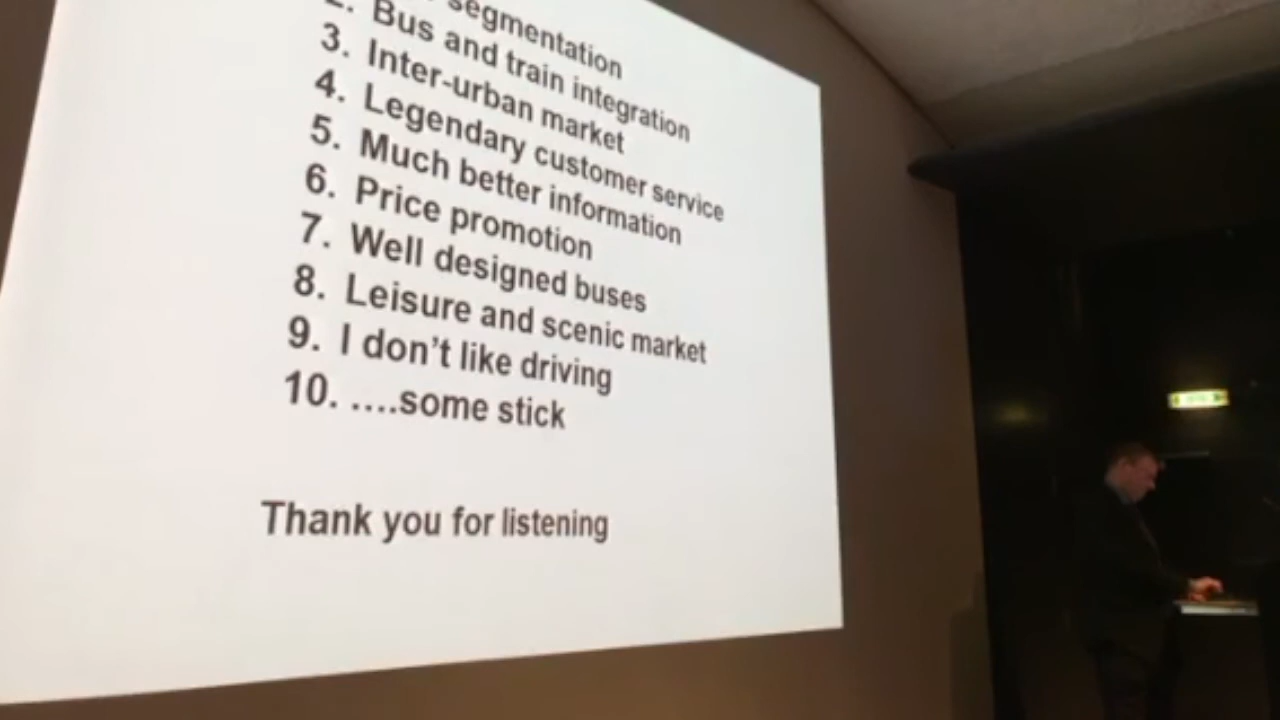 segmentation
2. Bus and train integration
3. Inter-urban market
4. Legendary customer service
5. Much better information
6. Price promotion
7. Well designed buses
8. Leisure and scenic market
9. I don’t like driving
10. ....some stick
Thank you for listening